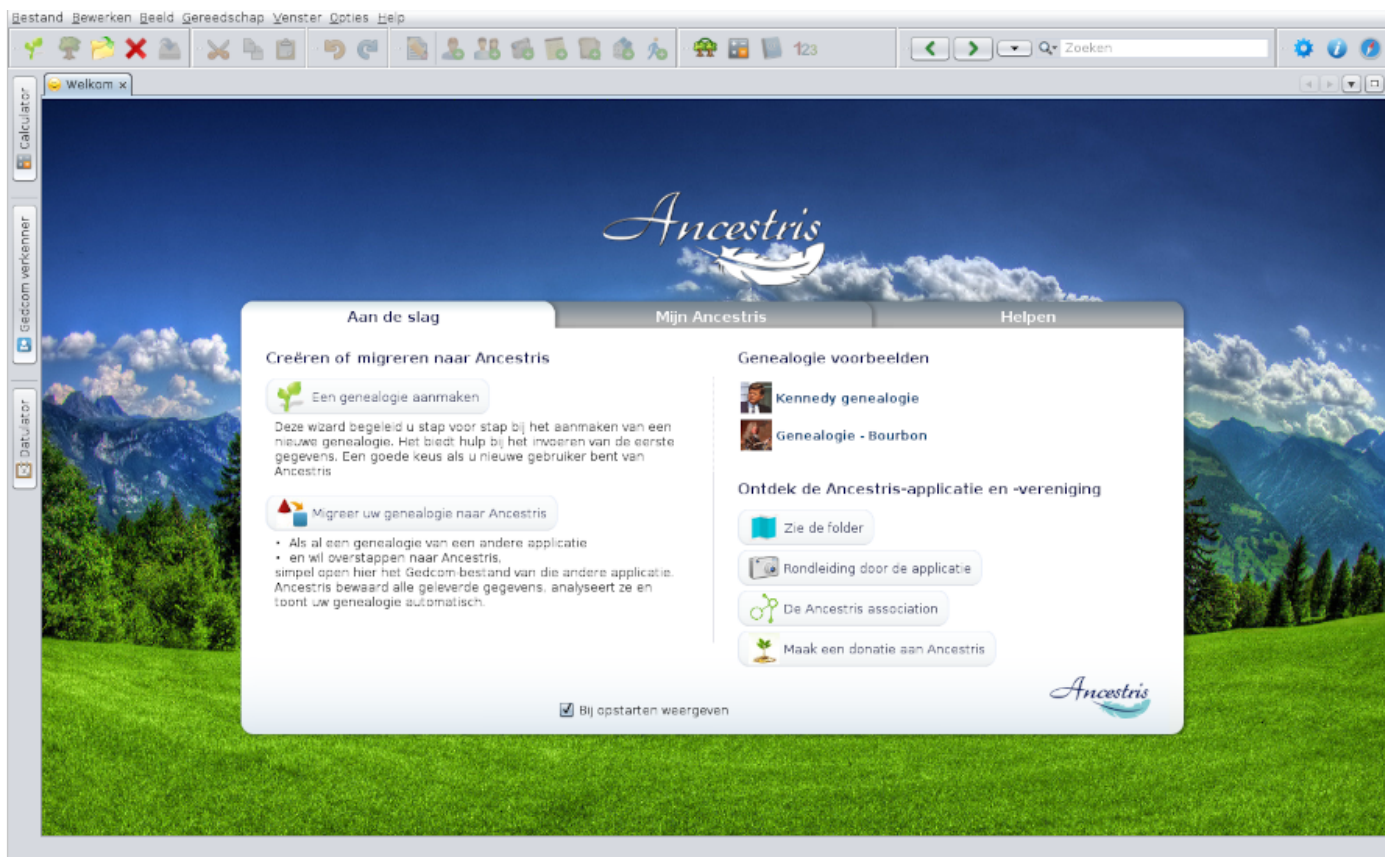 Bestand Bewerken Beeld Gereedschap Venster Opties Help
123
Zoeken
Welkom
Calculator
Gedcom verkenner
Datulator
Ancestris
Aan de slag
Mijn Ancestris
Helpen
Creëren of migreren naar Ancestris
Een genealogie aanmaken
Deze wizard begeleid u stap voor stap bij het aanmaken van een
nieuwe genealogie. Het biedt hulp bij het invoeren van de eerste
gegevens. Een goede keus als u nieuwe gebruiker bent van
Ancestris
Migreer uw genealogie naar Ancestris
• Als al een genealogie van een andere applicatie
• en wil overstappen naar Ancestris,
simpel open hier het Gedcom-bestand van die andere applicatie.
Ancestris bewaard alle geleverde gegevens, analyseert ze en
toont uw genealogie automatisch.
Genealogie voorbeelden
Kennedy genealogie
Genealogie - Bourbon
Ontdek de Ancestris-applicatie en -vereniging
Zie de folder
Rondleiding door de applicatie
De Ancestris association
Maak een donatie aan Ancestris
Ancestris
Bij opstarten weergeven